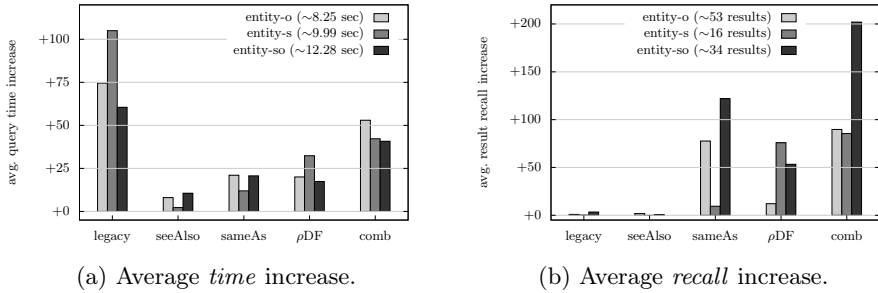 avg. query time increase
+100
+75
+50
+25
+0
entity-o (∼8.25 sec)
entity-s (∼9.99 sec)
entity-so (∼12.28 sec)
legacy seeAlso sameAs ρDF comb
(a) Average time increase.
avg. result recall increase
+200
+150
+100
+50
+0
entity-o (∼53 results)
entity-s (∼16 results)
entity-so (∼34 results)
legacy seeAlso sameAs ρDF comb
(b) Average recall increase.